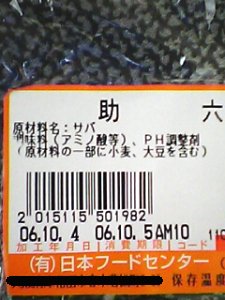 助 六
原材料名:サバ
調味料(アミノ酸等)、PH調整剤
(原材料の一部に小麦、大豆を含む)
2 015115 501982
06.10. 4 06.10. 5 AM10
加工年月日 消費期限 コード
(有)日本フードセンター
保存温度